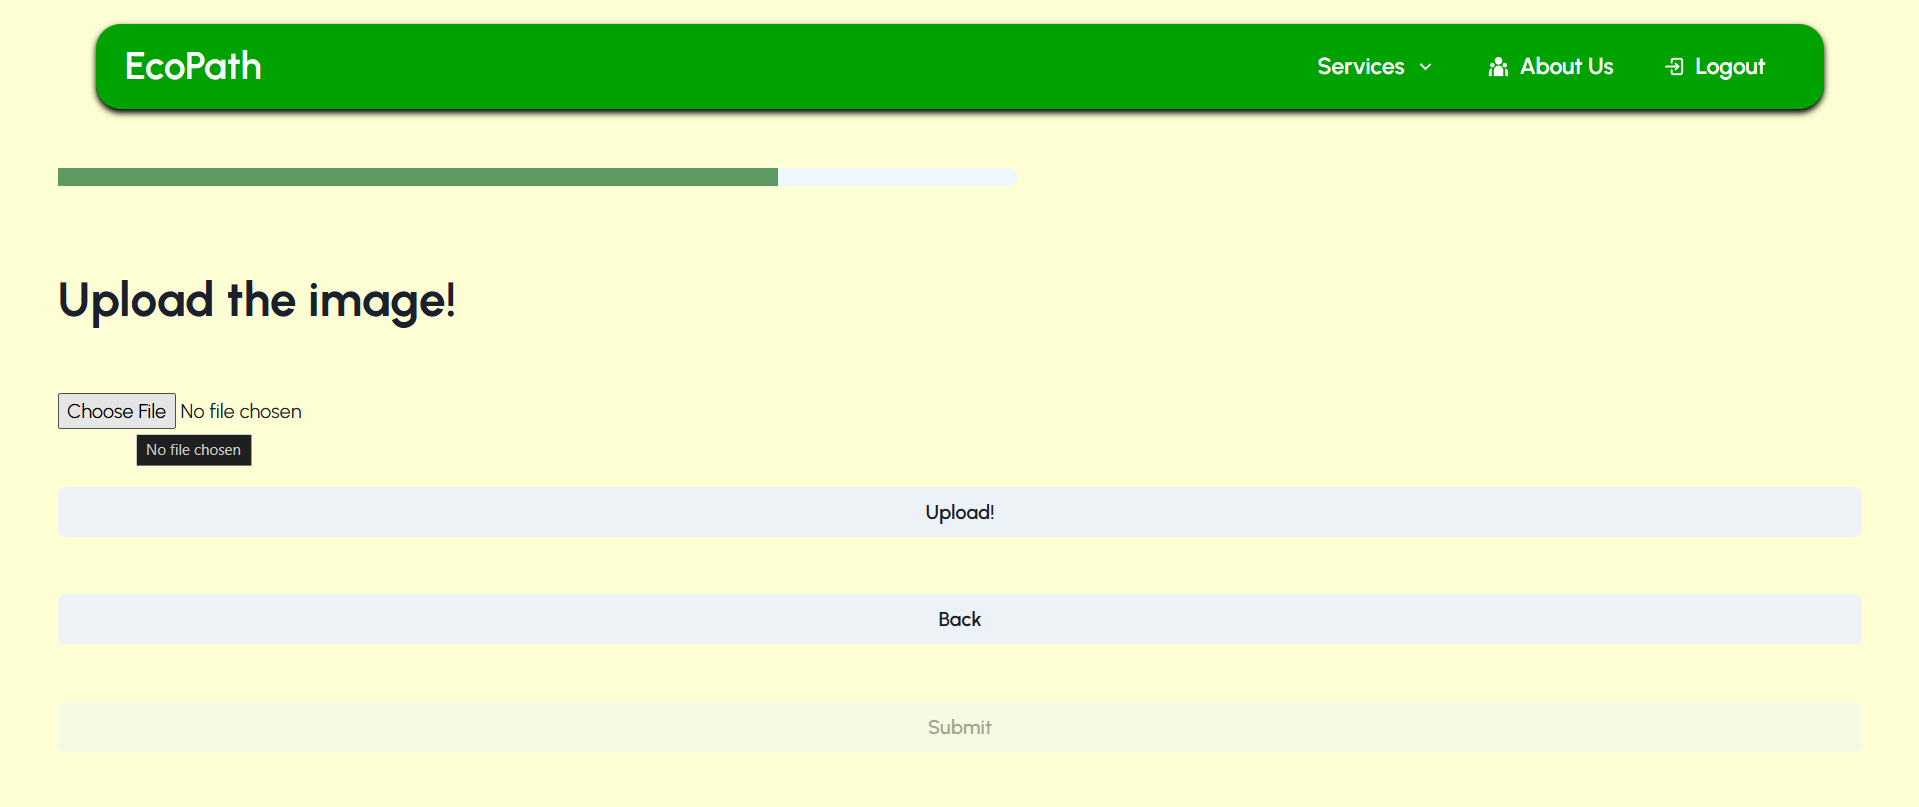 EcoPath Services About Us Logout
Upload the image!
Choose File No file chosen
No file chosen
Upload!
Back
Submit